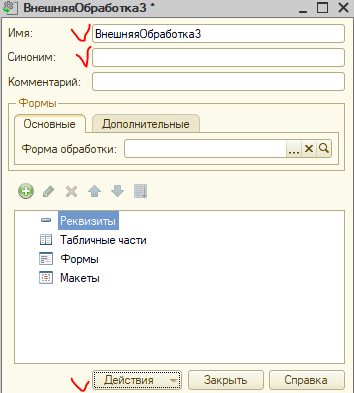 ВнешняяОбработка3 *
Имя: ВнешняяОбработка3
Синоним:
Комментарий:
Формы
Основные Дополнительные
Форма обработки: ...
Реквизиты
Табличные части
Формы
Макеты
Действия Закрыть Справка